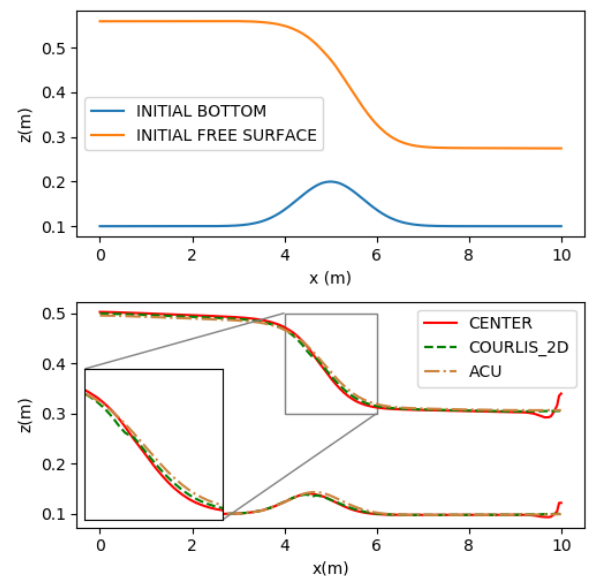 0.5
0.4
0.3
0.2
0.1
z(m)
INITIAL BOTTOM
INITIAL FREE SURFACE
0 2 4 6 8 10
x (m)
0.5
0.4
0.3
0.2
0.1
z(m)
CENTER
COURLIS_2D
ACU
0 2 4 6 8 10
x(m)